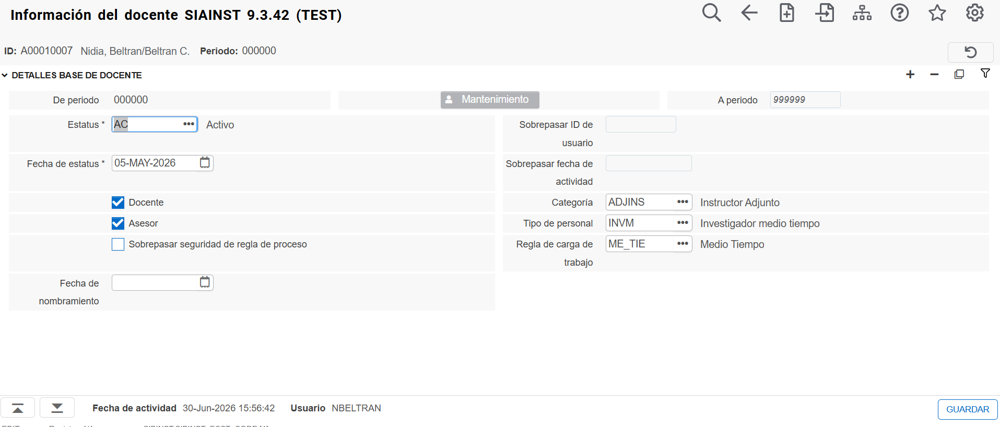 Información del docente SIAINST 9.3.42 (TEST)
ID: A00010007 Nidia, Beltran/Beltran C. Periodo: 000000
DETALLES BASE DE DOCENTE
De periodo 000000 Mantenimiento A periodo 999999
Estatus * AC ••• Activo
Sobrepasar ID de
usuario
Fecha de estatus * 05-MAY-2026
Sobrepasar fecha de
actividad
Docente
Categoría ADJINS ••• Instructor Adjunto
Asesor
Tipo de personal INVM ••• Investigador medio tiempo
Sobrepasar seguridad de regla de proceso
Regla de carga de
trabajo ME_TIE ••• Medio Tiempo
Fecha de
nombramiento
Fecha de actividad 30-Jun-2026 15:56:42 Usuario NBELTRAN
GUARDAR